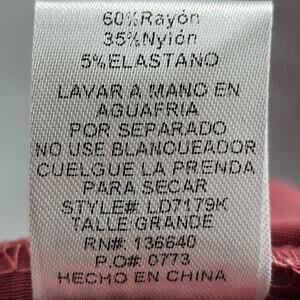 60%Rayón
35%Nylón
5%ELASTANO
LAVAR A MANO EN
AGUAFRIA
POR SEPARADO
NO USE BLANQUEADOR
CUELGUE LA PRENDA
PARA SECAR
STYLE#: LD7179K
TALLE:GRANDE
RN#: 136640
P.O#: 0773
HECHO EN CHINA